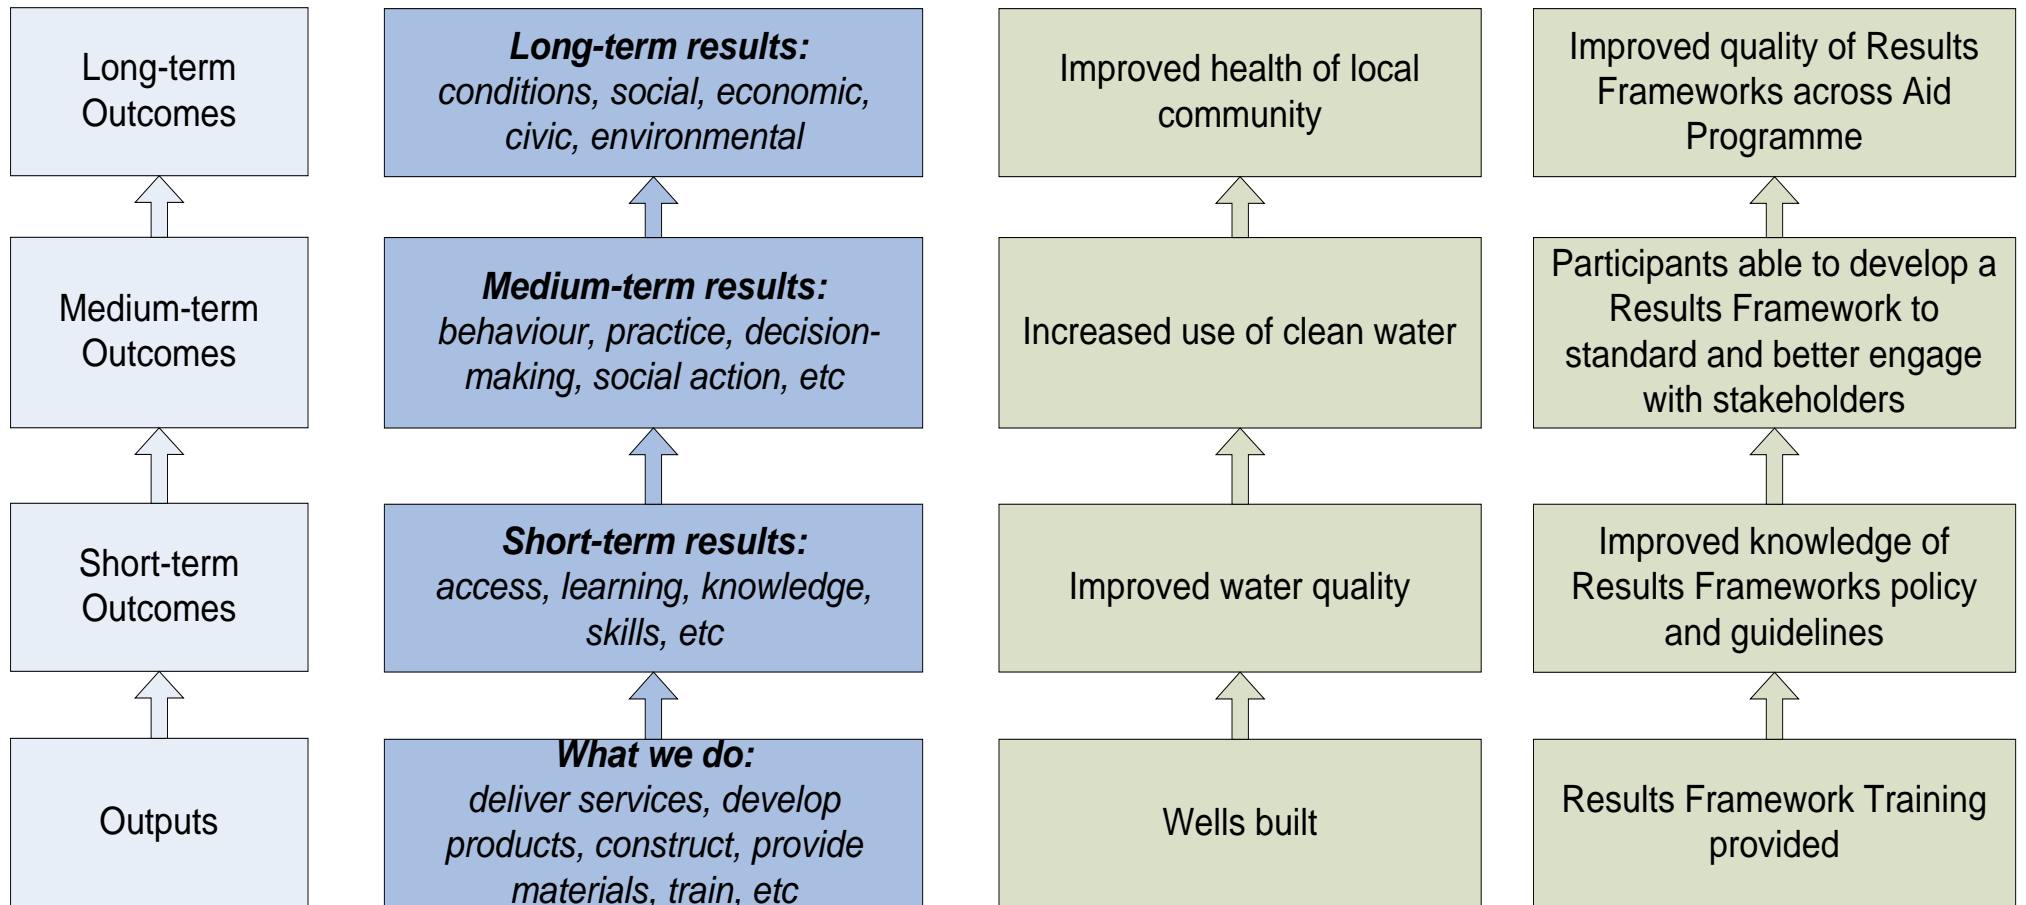 Long-term
Outcomes
Long-term results:
conditions, social, economic,
civic, environmental
Improved health of local
community
Improved quality of Results
Frameworks across Aid
Programme
Medium-term
Outcomes
Medium-term results:
behaviour, practice, decision-
making, social action, etc
Increased use of clean water
Participants able to develop a
Results Framework to
standard and better engage
with stakeholders
Short-term
Outcomes
Short-term results:
access, learning, knowledge,
skills, etc
Improved water quality
Improved knowledge of
Results Frameworks policy
and guidelines
Outputs
What we do:
deliver services, develop
products, construct, provide
materials, train, etc
Wells built
Results Framework Training
provided